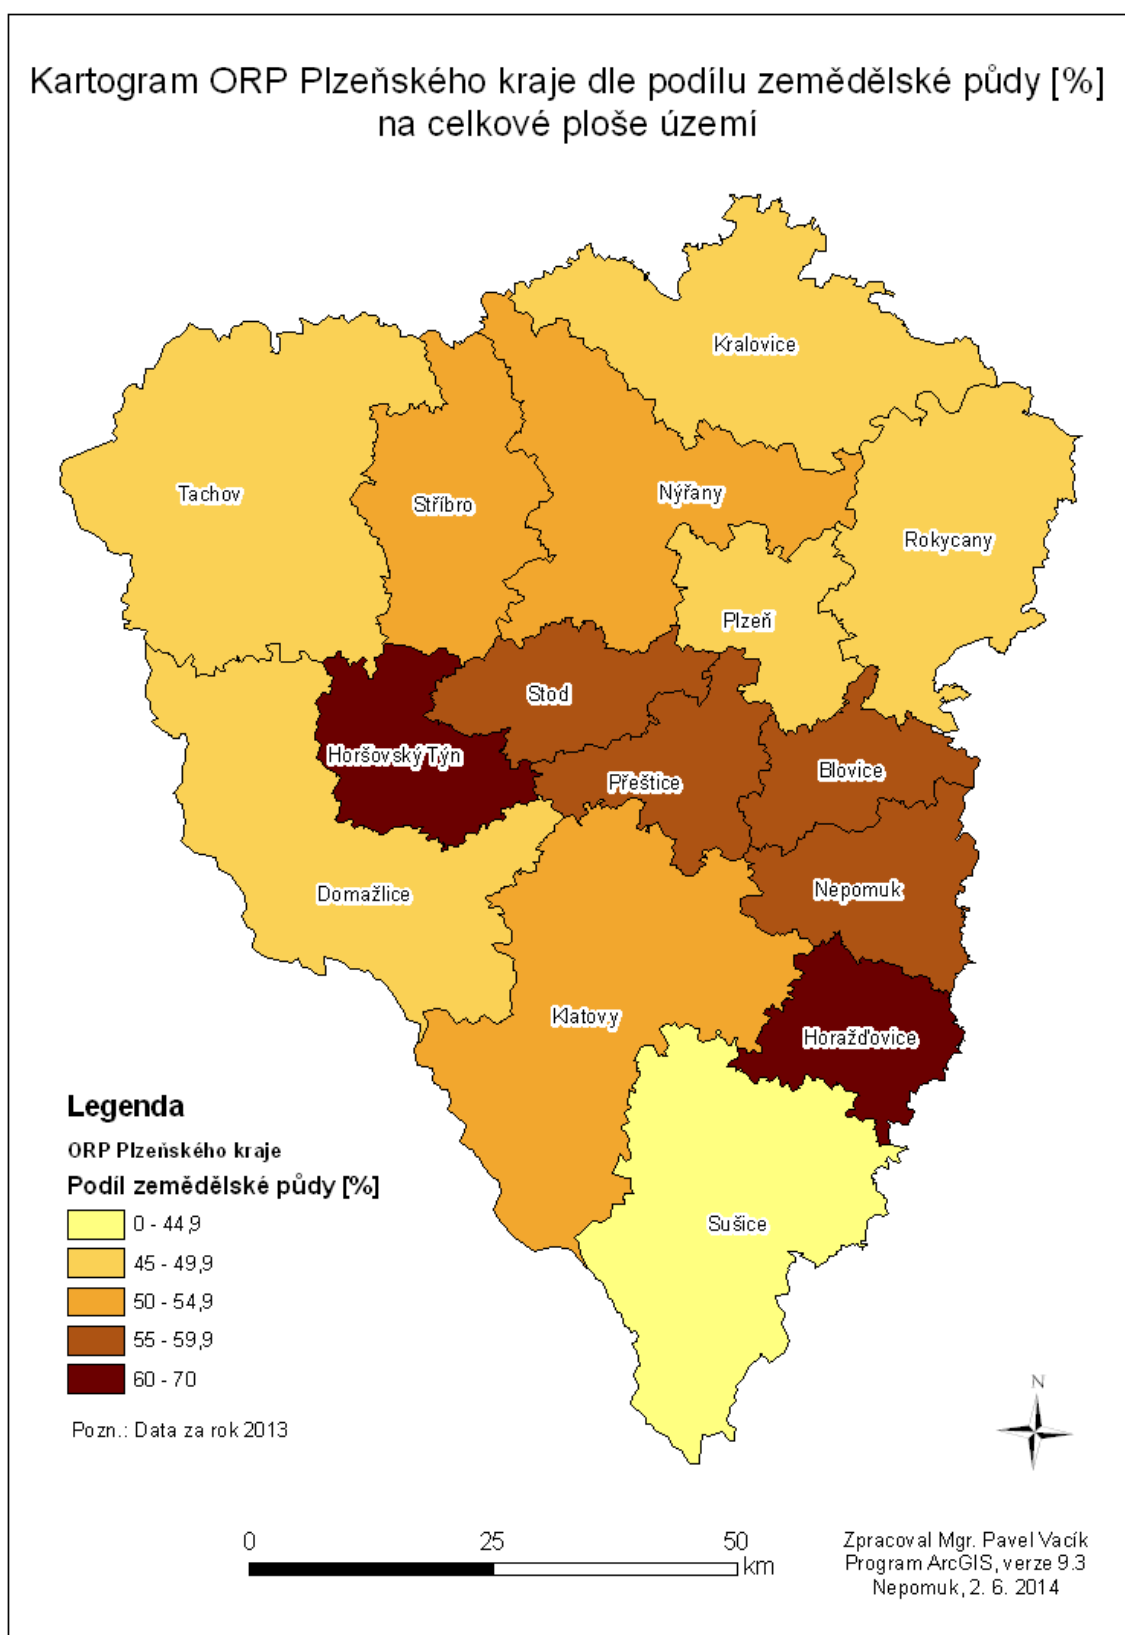 Kartogram ORP Plzeňského kraje dle podílu zemědělské půdy [%]
na celkové ploše území
Kralovice
Tachov
Stříbro
Nýřany
Rokycany
Plzeň
Stod
Horšovský Týn
Přeštice
Blovice
Domažlice
Nepomuk
Klatovy
Horažďovice
Sušice
Legenda
ORP Plzeňského kraje
Podíl zemědělské půdy [%]
0 - 44,9
45 - 49,9
50 - 54,9
55 - 59,9
60 - 70
Pozn.: Data za rok 2013
N
0 25 50
km
Zpracoval Mgr. Pavel Vacík
Program ArcGIS, verze 9.3
Nepomuk, 2. 6. 2014